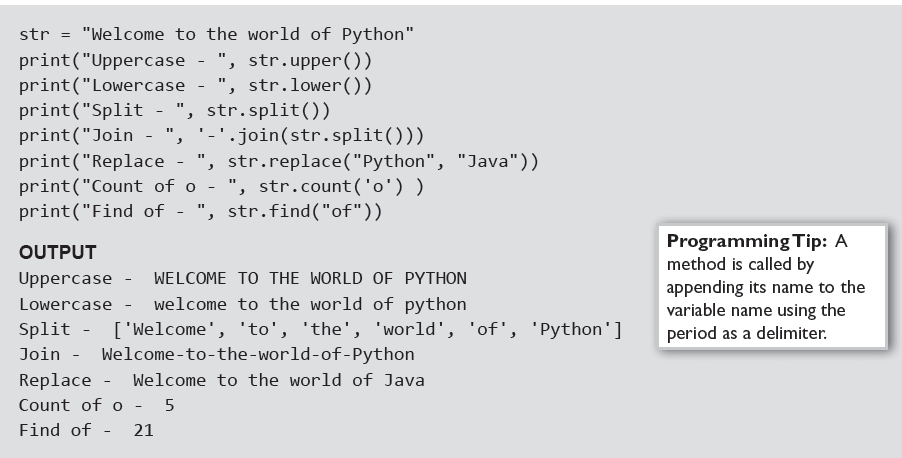 str = "Welcome to the world of Python"
print("Uppercase - ", str.upper())
print("Lowercase - ", str.lower())
print("Split - ", str.split())
print("Join - ", '-'.join(str.split()))
print("Replace - ", str.replace("Python", "Java"))
print("Count of o - ", str.count('o') )
print("Find of - ", str.find("of"))
OUTPUT
Uppercase -  WELCOME TO THE WORLD OF PYTHON
Lowercase -  welcome to the world of python
Split -  ['Welcome', 'to', 'the', 'world', 'of', 'Python']
Join -  Welcome-to-the-world-of-Python
Replace -  Welcome to the world of Java
Count of o -  5
Find of -  21
Programming Tip: A
method is called by
appending its name to the
variable name using the
period as a delimiter.